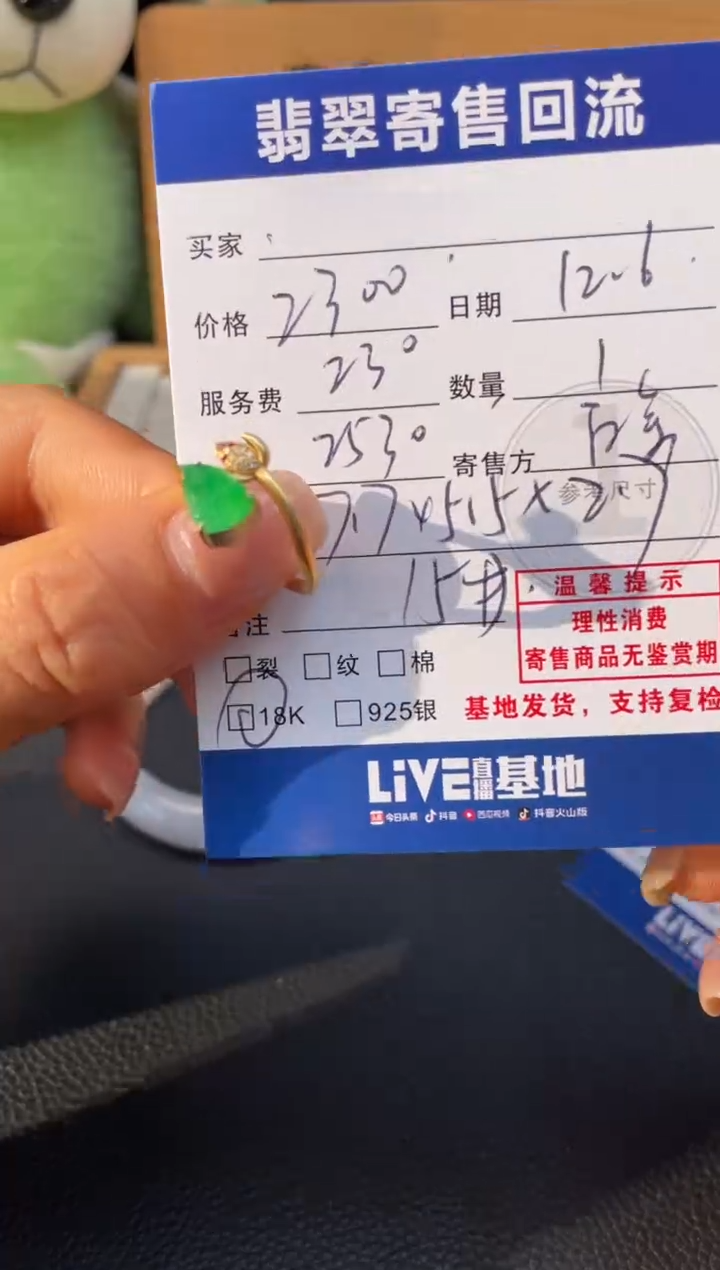 翡翠寄售回流
买家
价格 2300 日期 12.6
服务费 230 数量 1
2530 寄售方
参考尺寸
15#
注
温馨提示
理性消费
寄售商品无鉴赏期
裂 纹 棉
18K 925银
基地发货，支持复检
LiVE直播基地
今日头条 抖音 西瓜视频 抖音火山版
LIVE